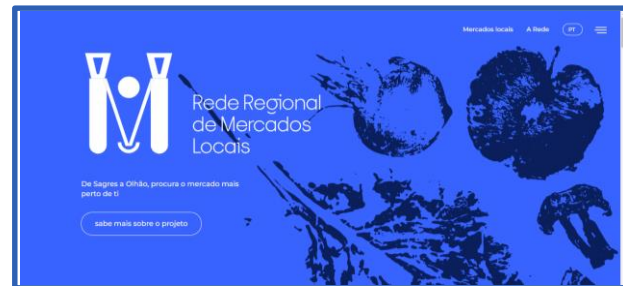 Mercados locais A Rede PT
Rede Regional
de Mercados
Locais
De Sagres a Olhão, procura o mercado mais
perto de ti
sabe mais sobre o projeto